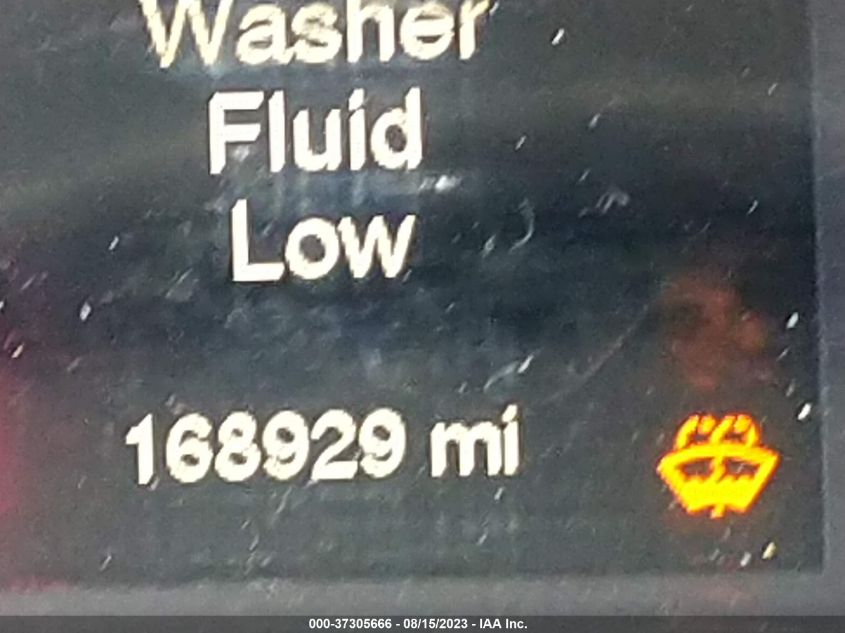 Washer
Fluid
Low
168929 mi
000-37305666 - 08/15/2023 - IAA Inc.